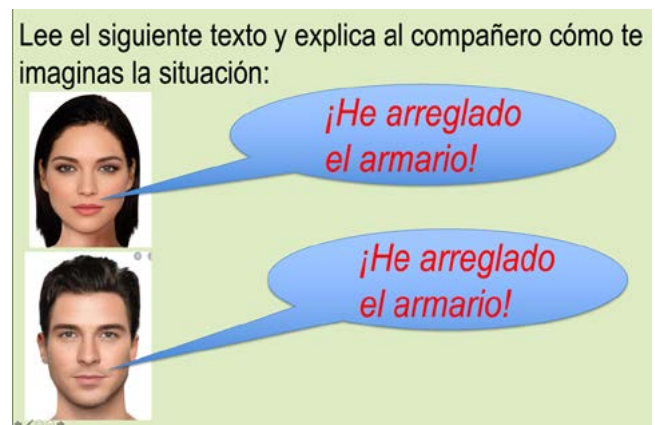 Lee el siguiente texto y explica al compañero cómo te
imaginas la situación:
¡He arreglado
el armario!
¡He arreglado
el armario!